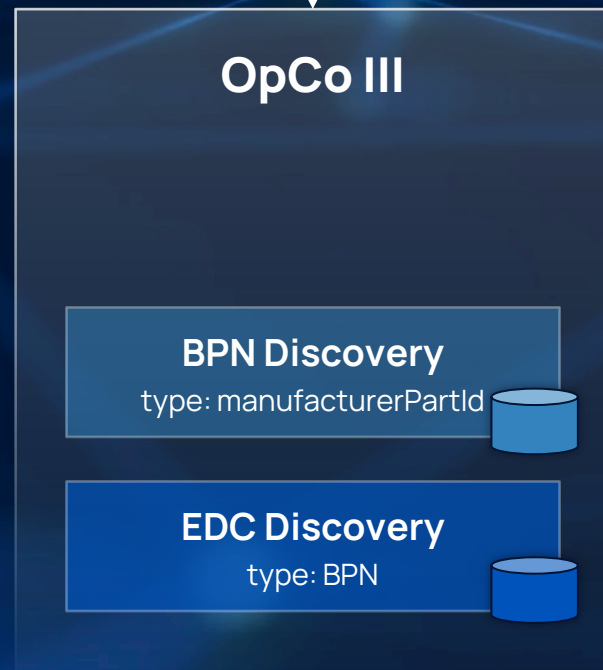 OpCo III
BPN Discovery
type: manufacturerPartId
EDC Discovery
type: BPN